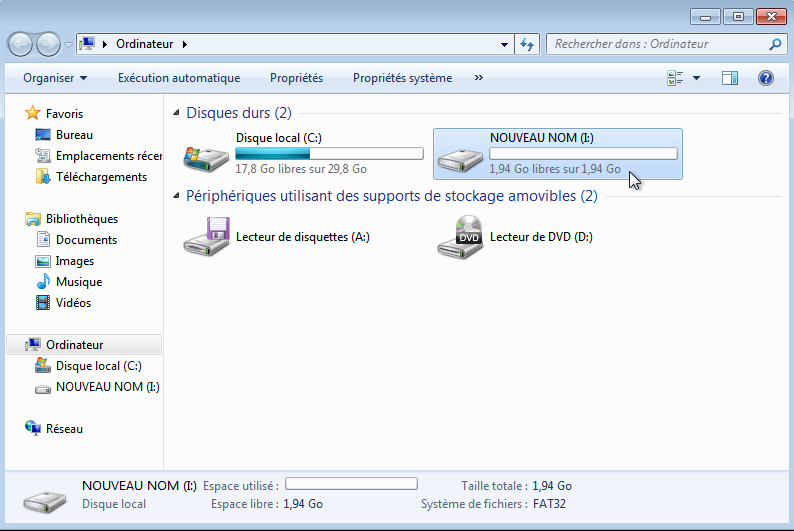 Ordinateur
Rechercher dans : Ordinateur
Organiser Exécution automatique Propriétés Propriétés système »
Favoris
Bureau
Emplacements récen
Téléchargements
Bibliothèques
Documents
Images
Musique
Vidéos
Ordinateur
Disque local (C:)
NOUVEAU NOM (I:)
Réseau
Disques durs (2)
Disque local (C:)
17,8 Go libres sur 29,8 Go
NOUVEAU NOM (I:)
1,94 Go libres sur 1,94 Go
Périphériques utilisant des supports de stockage amovibles (2)
Lecteur de disquettes (A:)
DVD
Lecteur de DVD (D:)
NOUVEAU NOM (I:) Espace utilisé : Taille totale : 1,94 Go
Disque local Espace libre : 1,94 Go Système de fichiers : FAT32